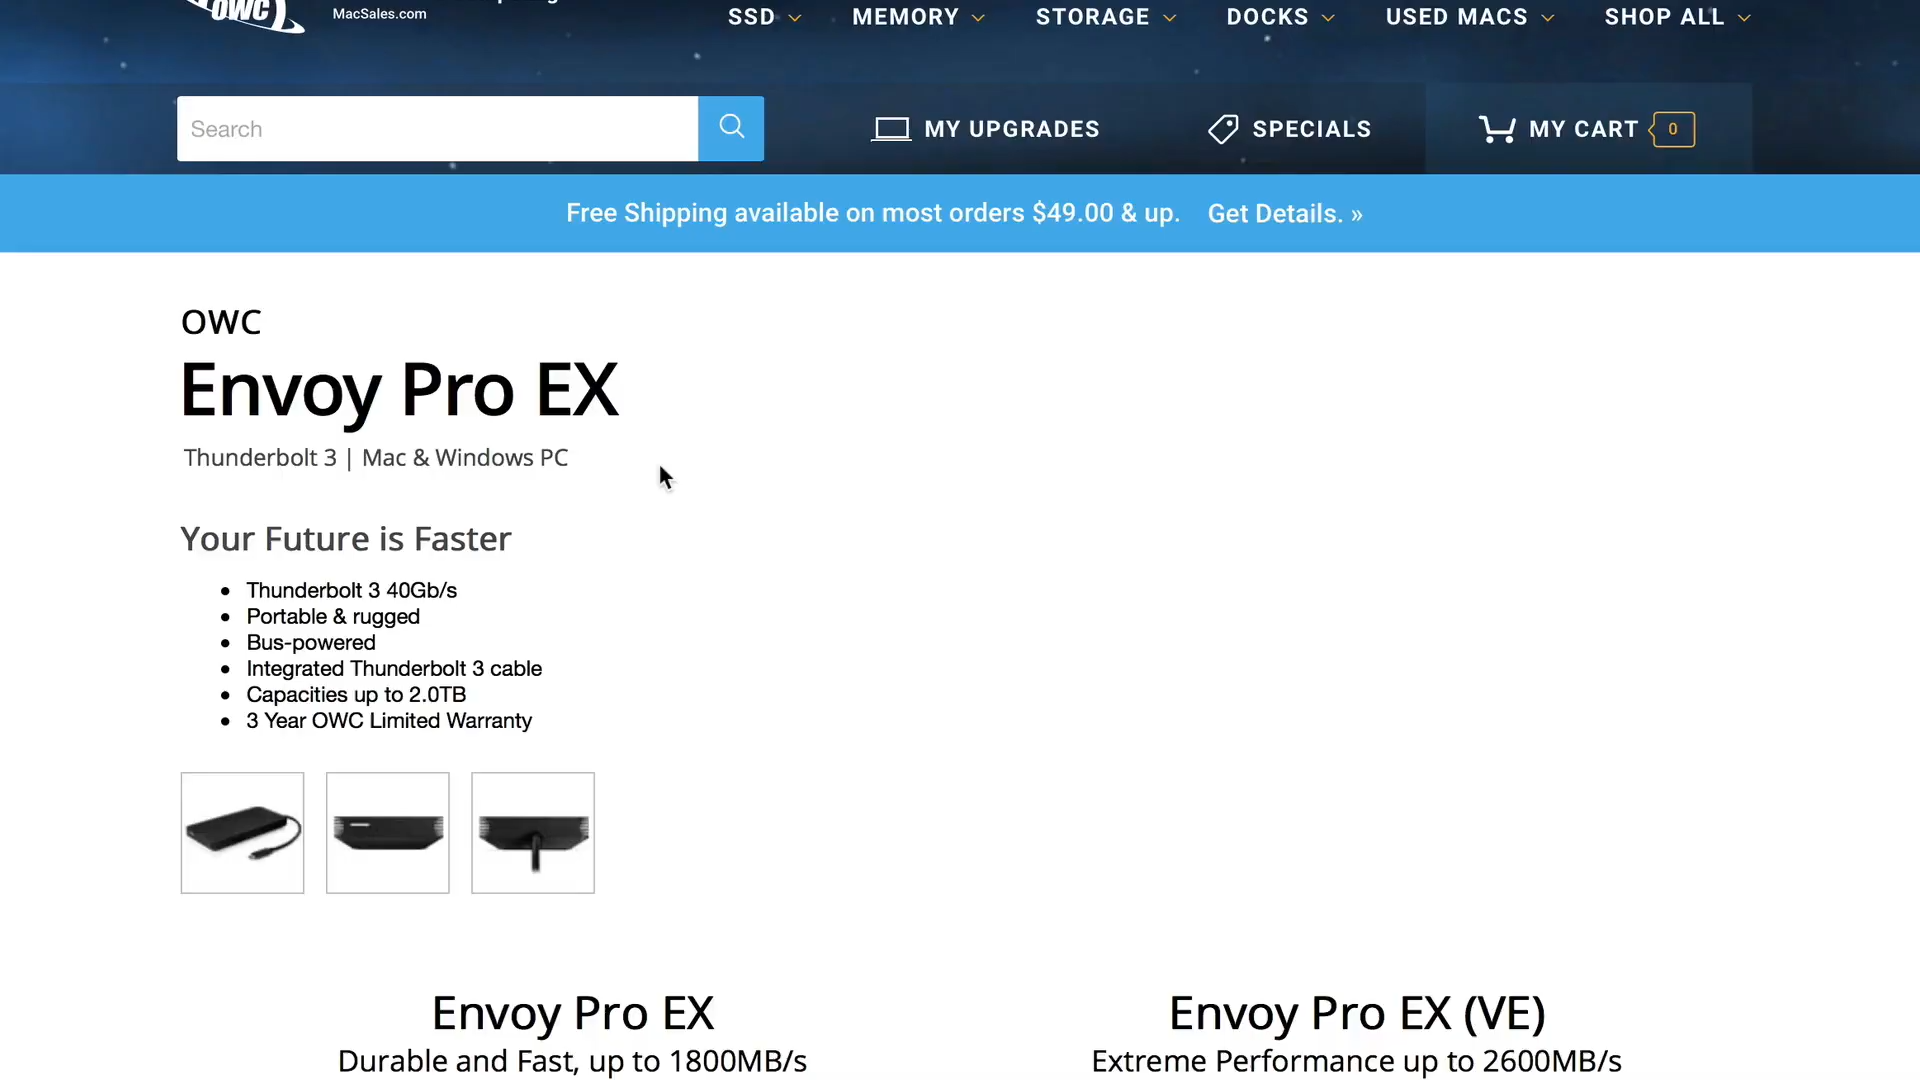 OWC
MacSales.com
SSD
MEMORY
STORAGE
DOCKS
USED MACS
SHOP ALL
Search
MY UPGRADES
SPECIALS
MY CART
0
Free Shipping available on most orders $49.00 & up. Get Details. »
OWC
Envoy Pro EX
Thunderbolt 3 | Mac & Windows PC
Your Future is Faster
• Thunderbolt 3 40Gb/s
• Portable & rugged
• Bus-powered
• Integrated Thunderbolt 3 cable
• Capacities up to 2.0TB
• 3 Year OWC Limited Warranty
Envoy Pro EX
Durable and Fast, up to 1800MB/s
Envoy Pro EX (VE)
Extreme Performance up to 2600MB/s